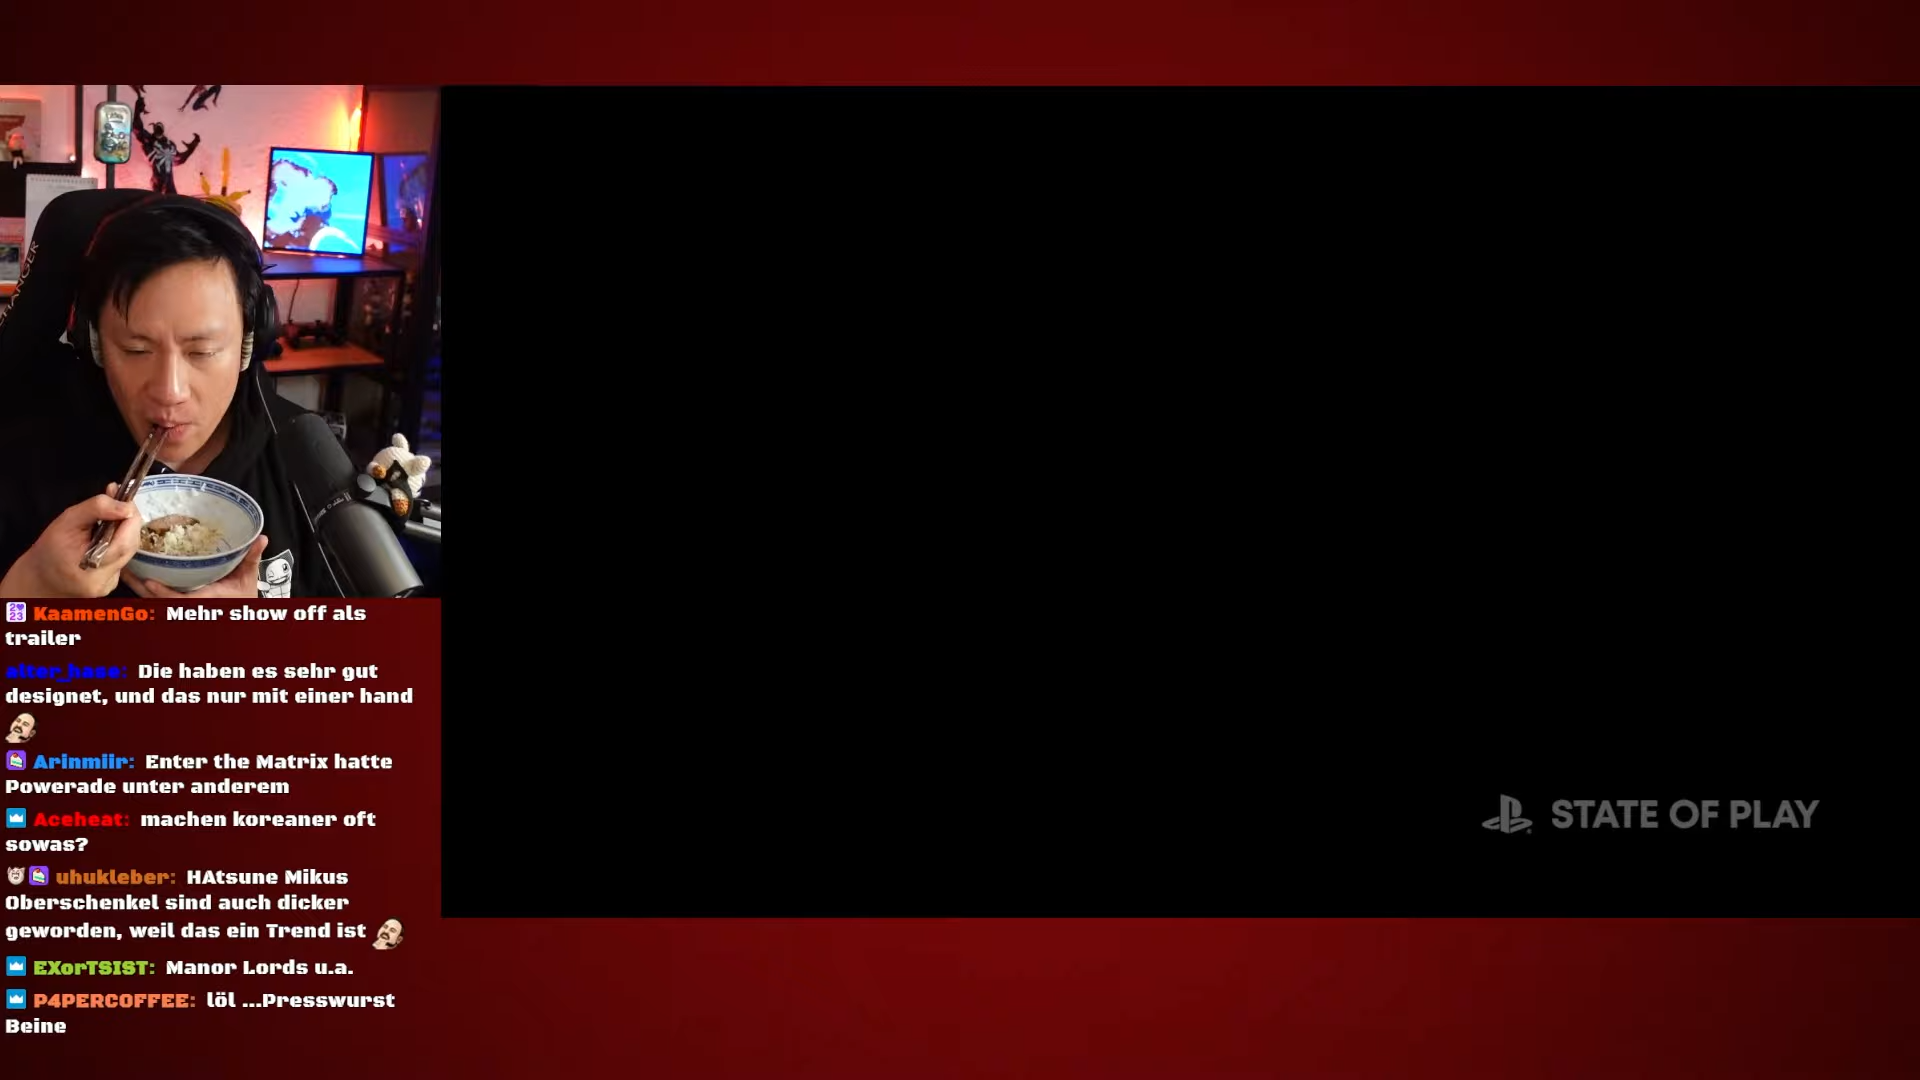 KaamenGo: Mehr show off als
trailer
alter_hase: Die haben es sehr gut
designet, und das nur mit einer hand
Arinmiir: Enter the Matrix hatte
Powerade unter anderem
Aceheat: machen koreaner oft
sowas?
uhukleber: HAtsune Mikus
Oberschenkel sind auch dicker
geworden, weil das ein Trend ist
EXorTSIST: Manor Lords u.a.
P4PERCOFFEE: löl ...Presswurst
Beine
STATE OF PLAY